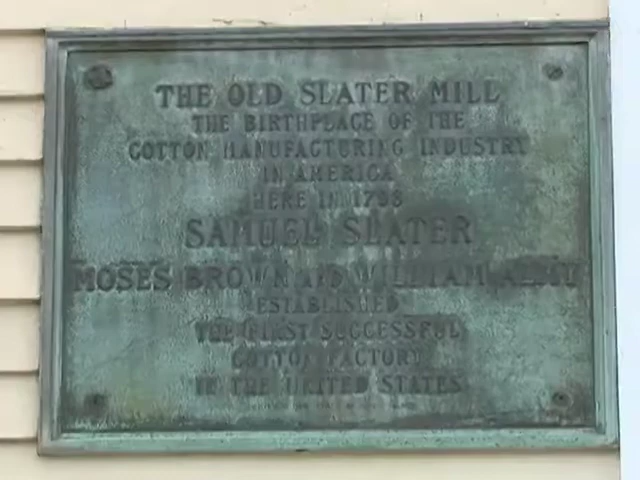 THE OLD SLATER MILL
THE BIRTHPLACE OF THE
COTTON MANUFACTURING INDUSTRY
IN AMERICA
HERE IN 1793
SAMUEL SLATER
MOSES BROWN AND WILLIAM ALMY
ESTABLISHED
THE FIRST SUCCESSFUL
COTTON FACTORY
IN THE UNITED STATES